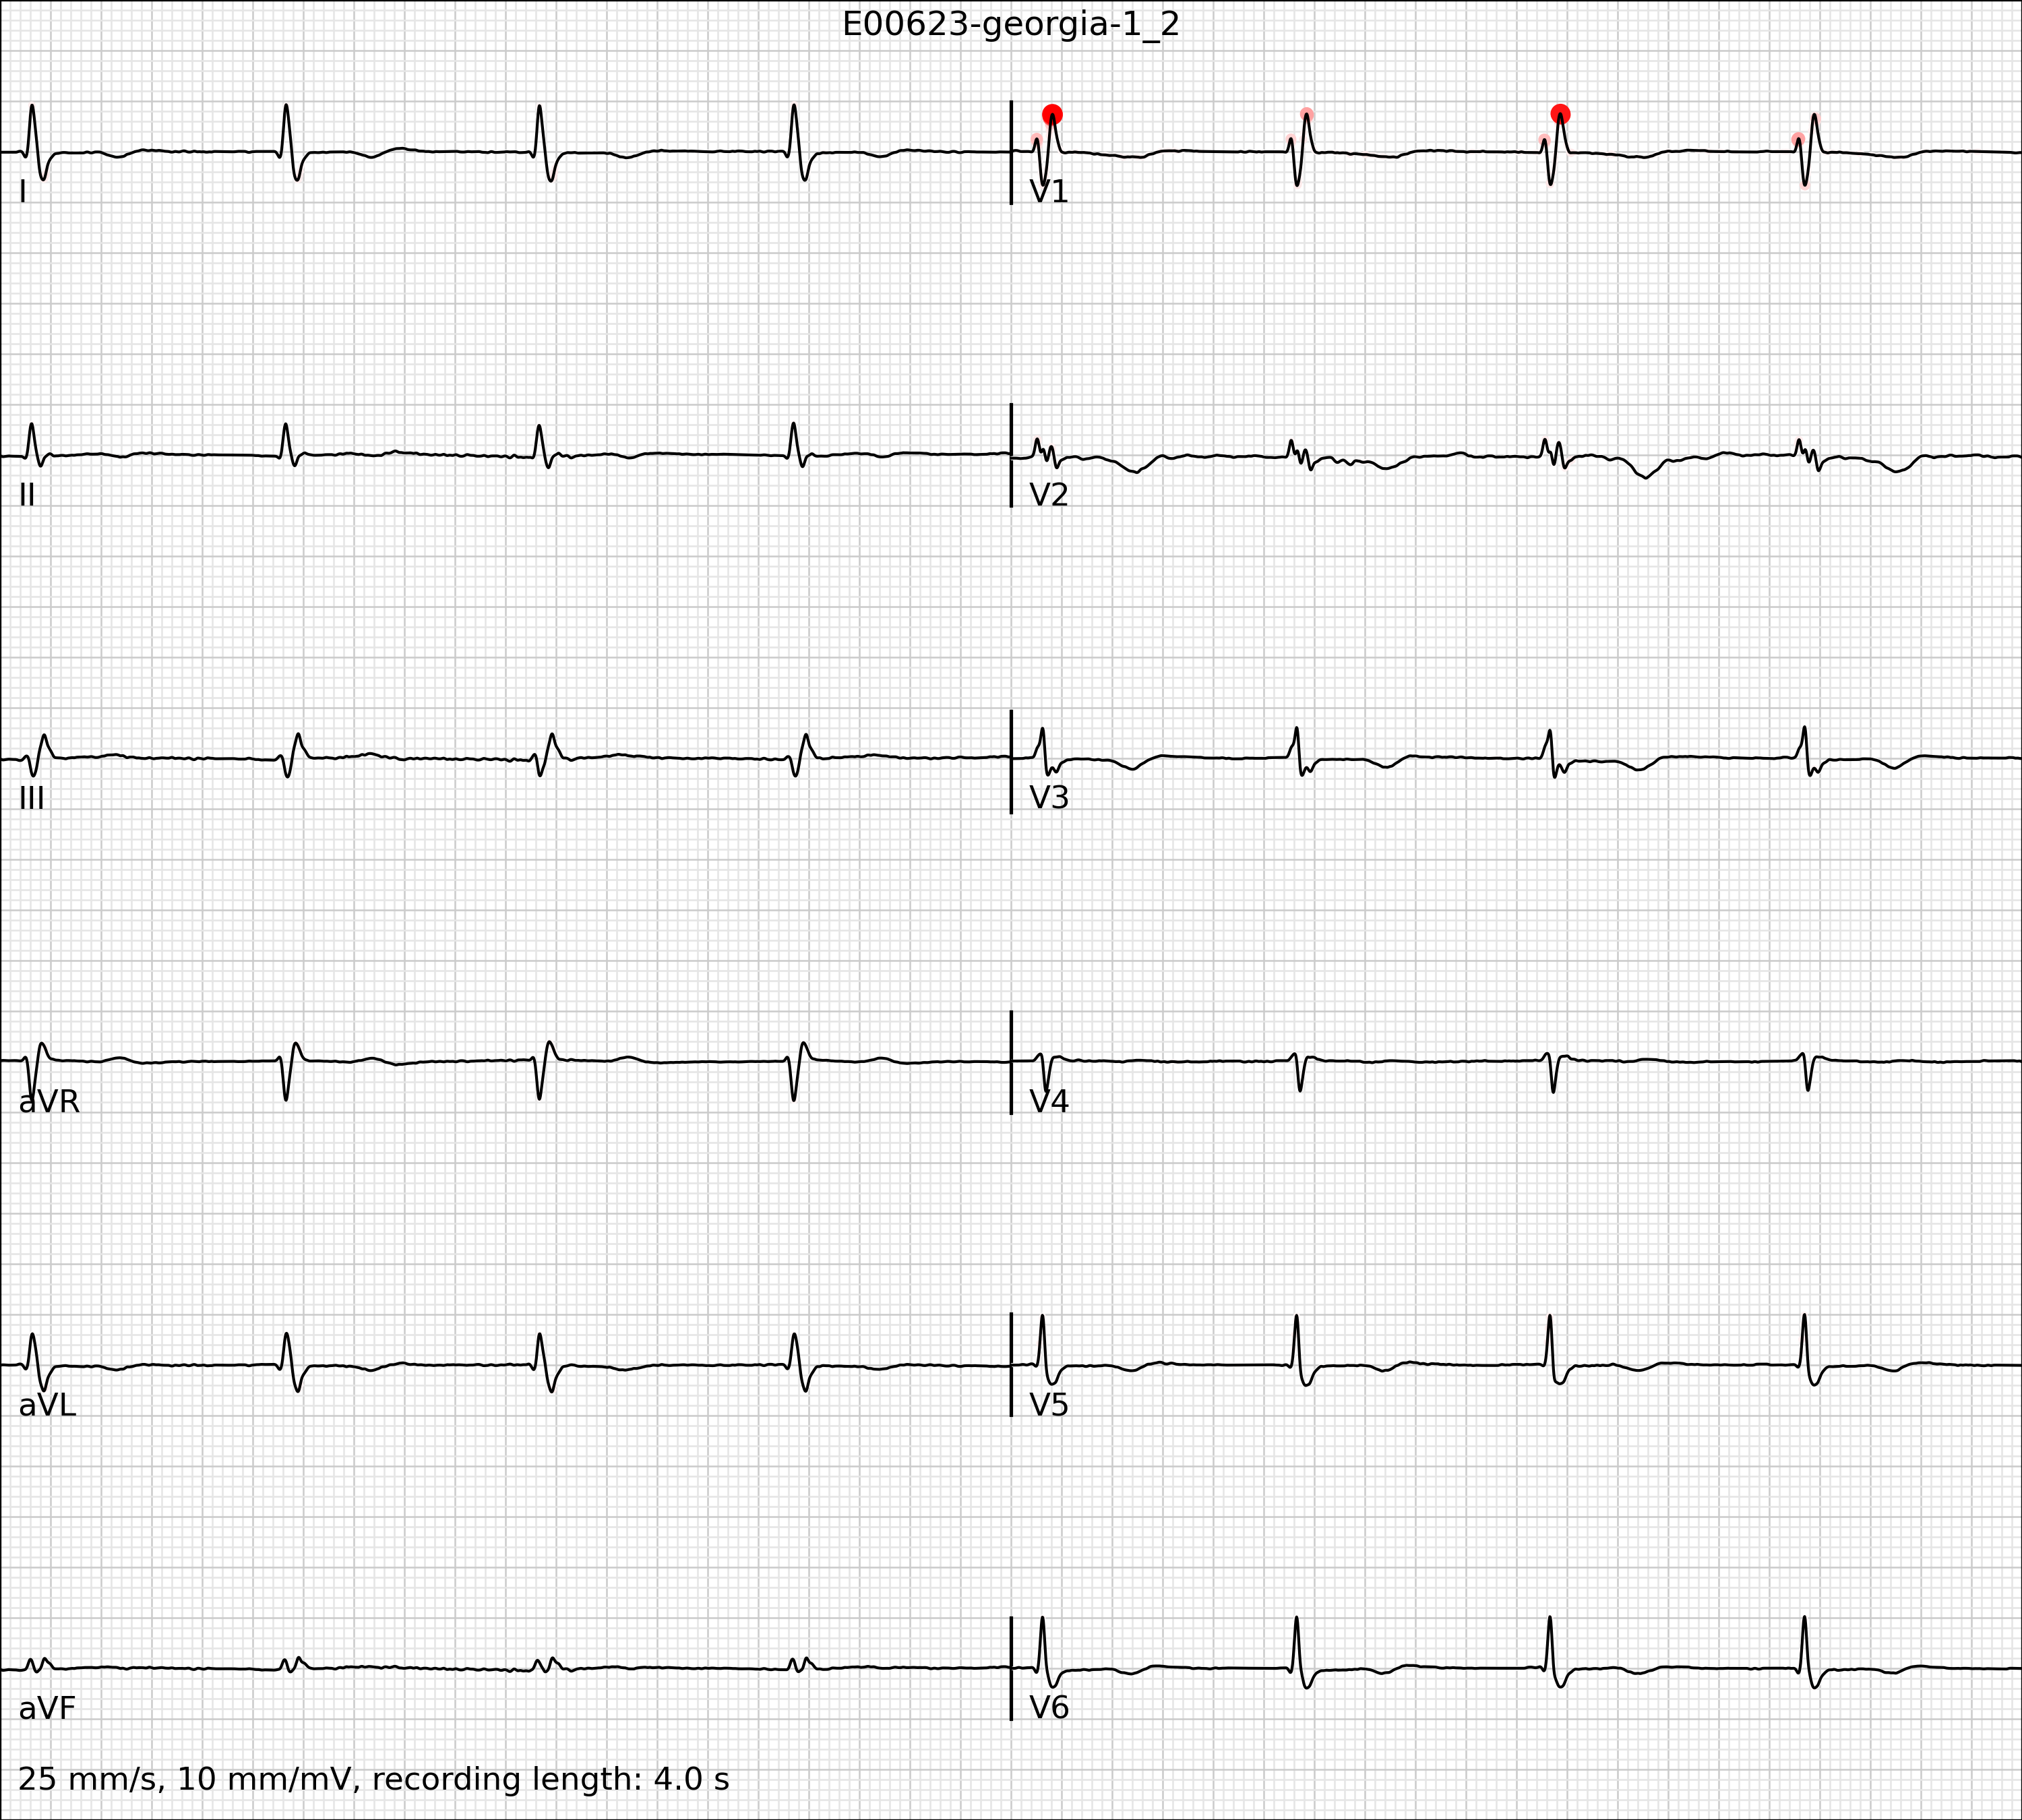 E00623-georgia-1_2
I
V1
II
V2
III
V3
aVR
V4
aVL
V5
aVF
V6
25 mm/s, 10 mm/mV, recording length: 4.0 s